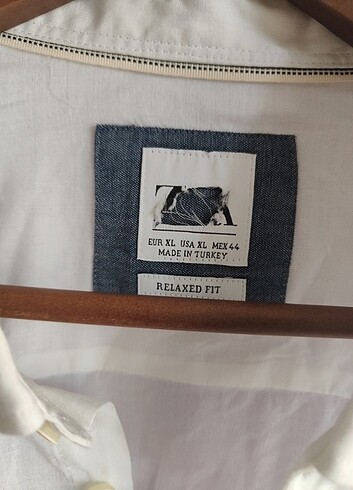 EUR XL USA XL MEX 44
MADE IN TURKEY
RELAXED FIT